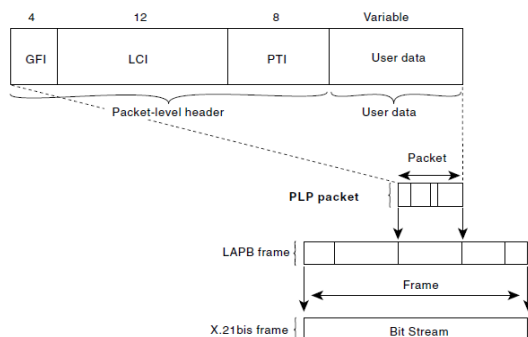 4 12 8 Variable
GFI LCI PTI User data
Packet-level header User data
Packet
PLP packet
LAPB frame
Frame
X.21bis frame Bit Stream